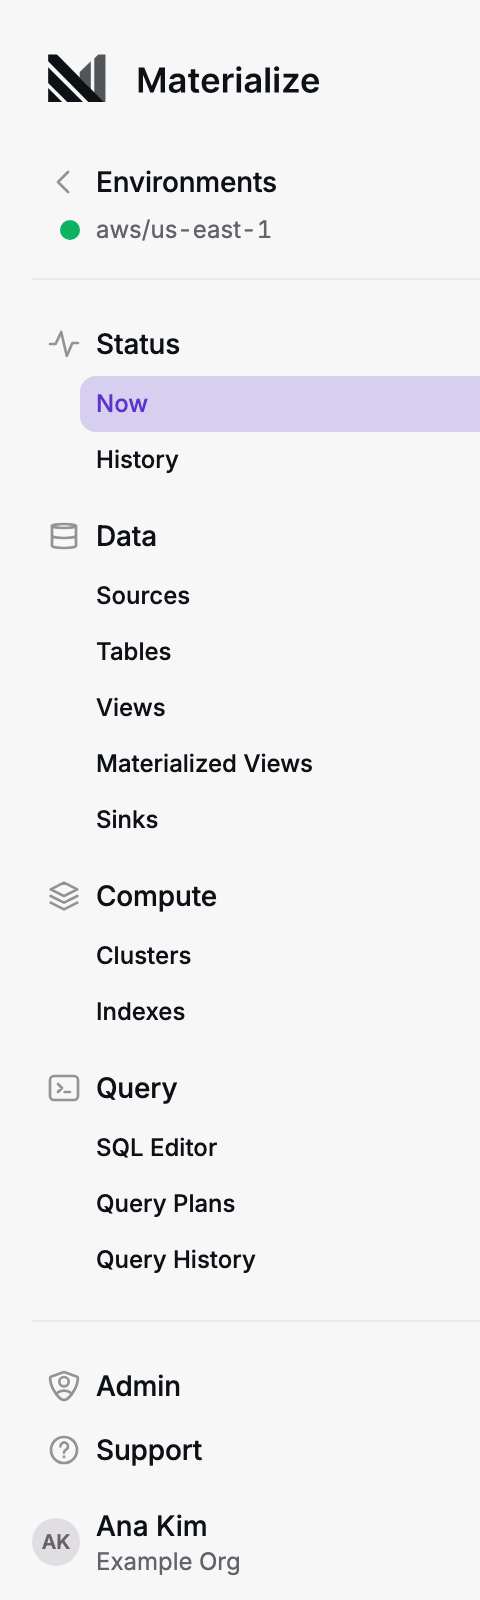 Materialize
Environments
aws/us-east-1
Status
Now
History
Data
Sources
Tables
Views
Materialized Views
Sinks
Compute
Clusters
Indexes
Query
SQL Editor
Query Plans
Query History
Admin
Support
AK
Ana Kim
Example Org